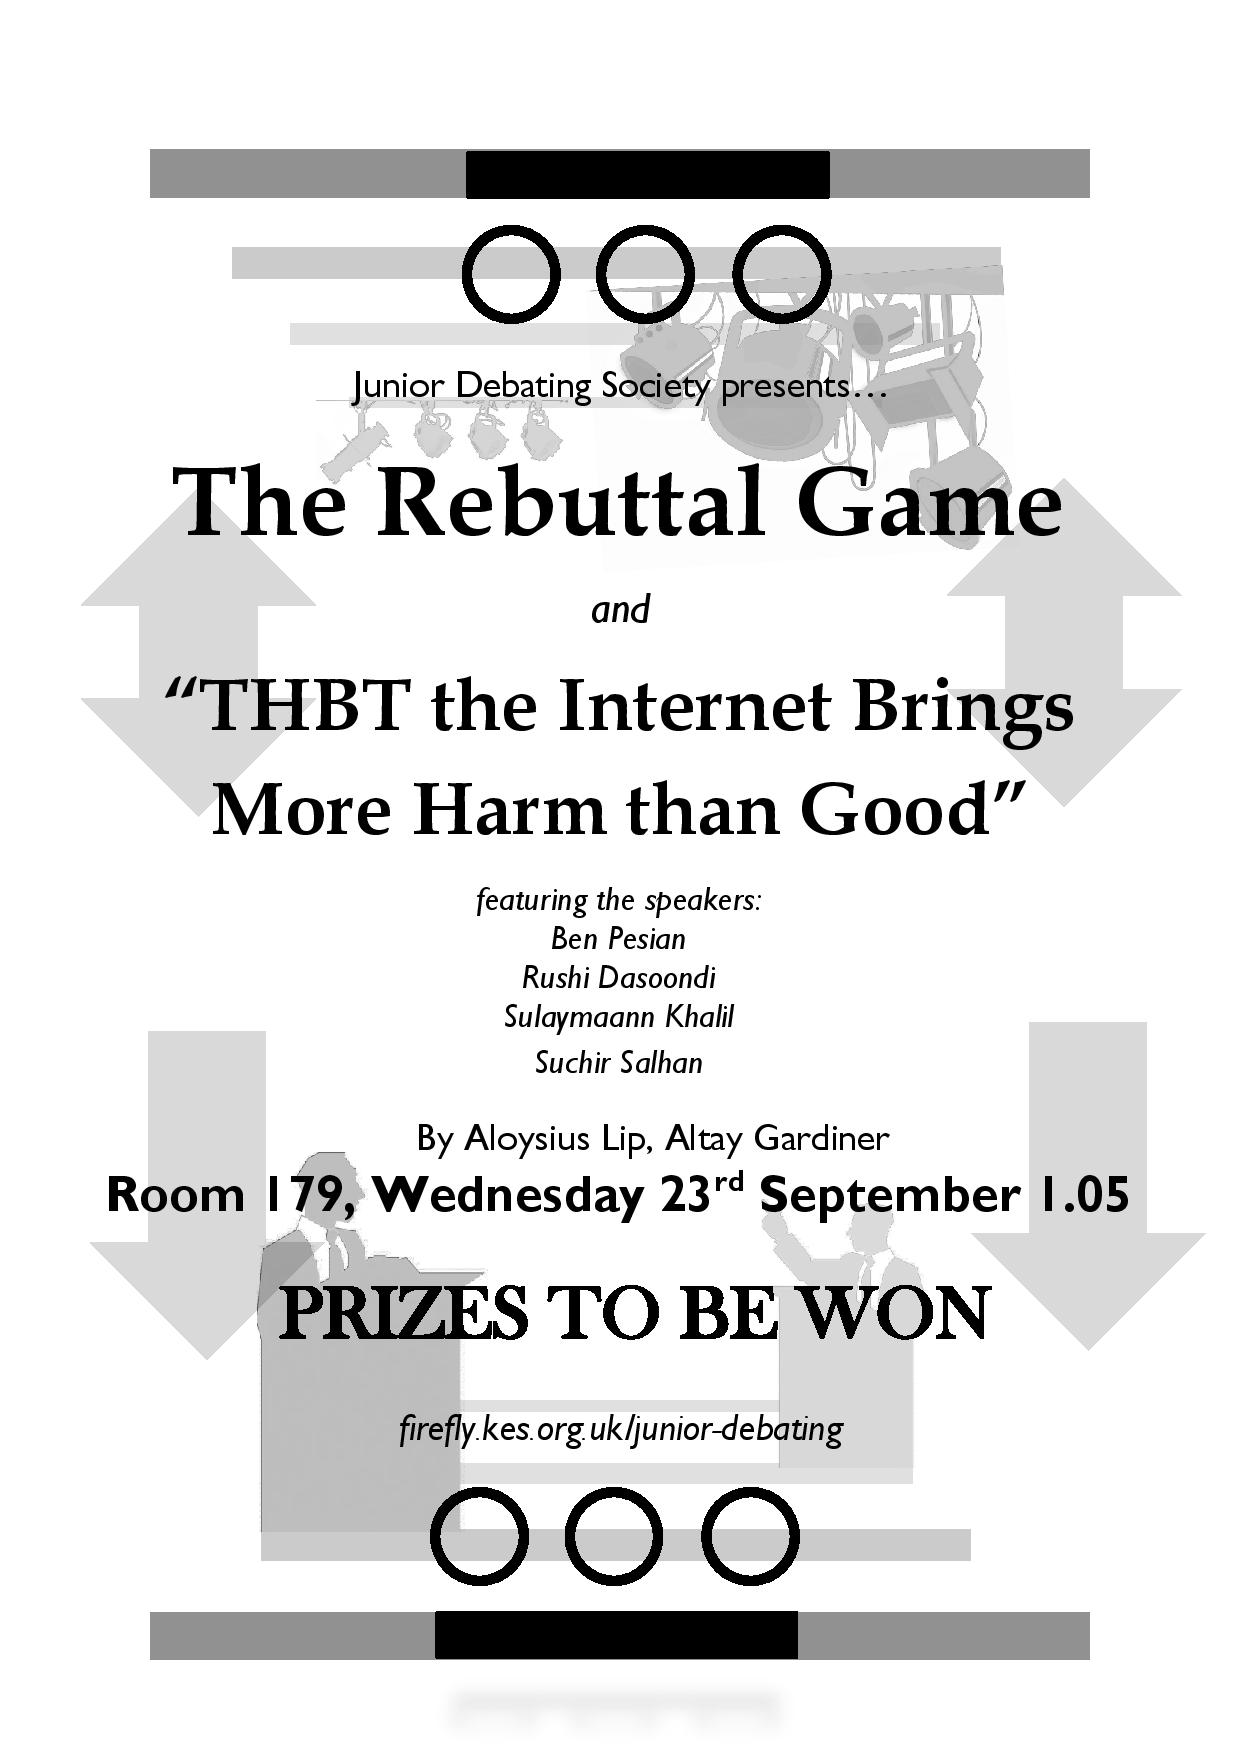 Junior Debating Society presents…
The Rebuttal Game
and
“THBT the Internet Brings
More Harm than Good”
featuring the speakers:
Ben Pesian
Rushi Dasoondi
Sulaymaann Khalil
Suchir Salhan
By Aloysius Lip, Altay Gardiner
Room 179, Wednesday 23rd September 1.05
PRIZES TO BE WON
firefly.kes.org.uk/junior-debating